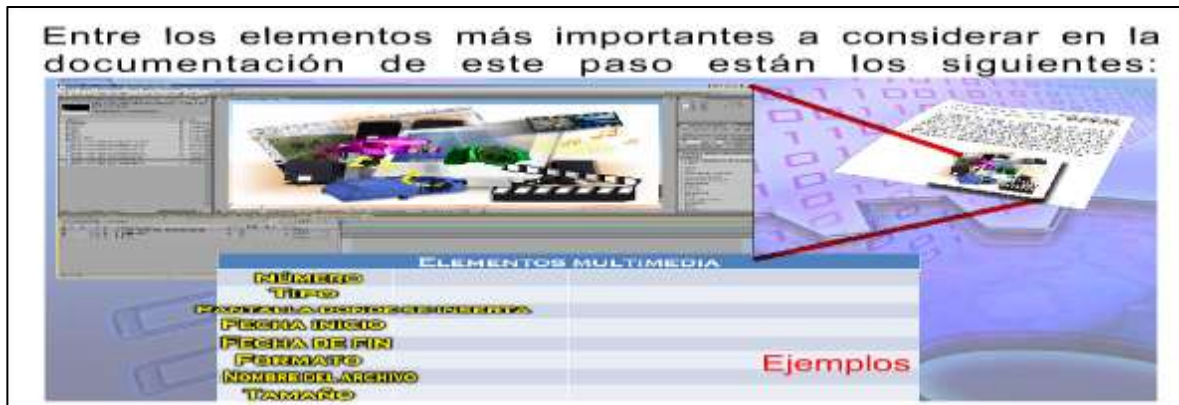 Entre los elementos más importantes a considerar en la
documentación de este paso están los siguientes:
ELEMENTOS MULTIMEDIA
NÚMERO
TIPO
PANTALLA DONDE SE INSERTA
FECHA INICIO
FECHA DE FIN
FORMATO
NOMBRE DEL ARCHIVO
TAMAÑO
Ejemplos